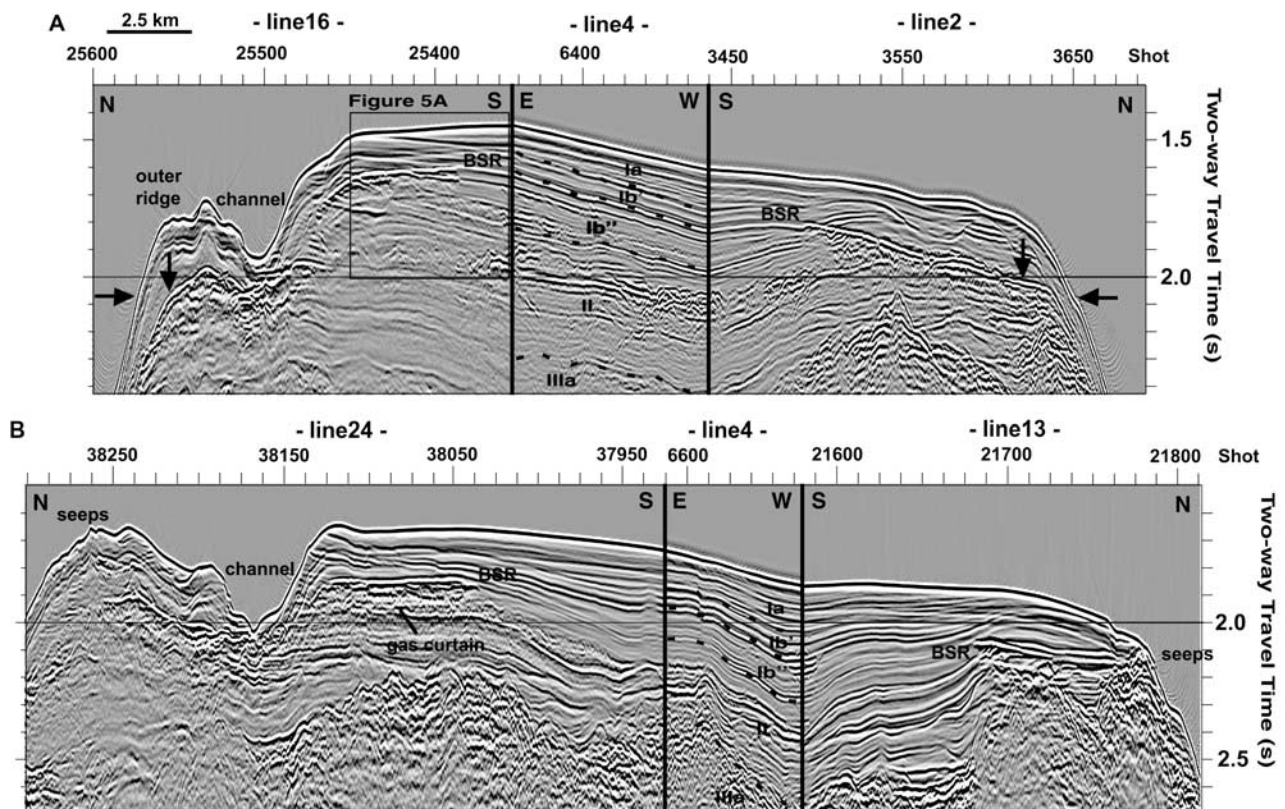 A
2.5 km
- line16 -
- line4 -
- line2 -
25600
25500
25400
6400
3450
3550
3650
Shot
N
Figure 5A
S
E
W
S
N
Two-way Travel Time (s)
1.5
2.0
outer
ridge
channel
BSR
Ia
Ib'
Ib"
II
IIIa
BSR
B
- line24 -
- line4 -
- line13 -
38250
38150
38050
37950
6600
21600
21700
21800
Shot
N
S
E
W
S
N
Two-way Travel Time (s)
2.0
2.5
seeps
channel
BSR
gas curtain
Ia
Ib'
Ib"
II
IIIa
BSR
seeps